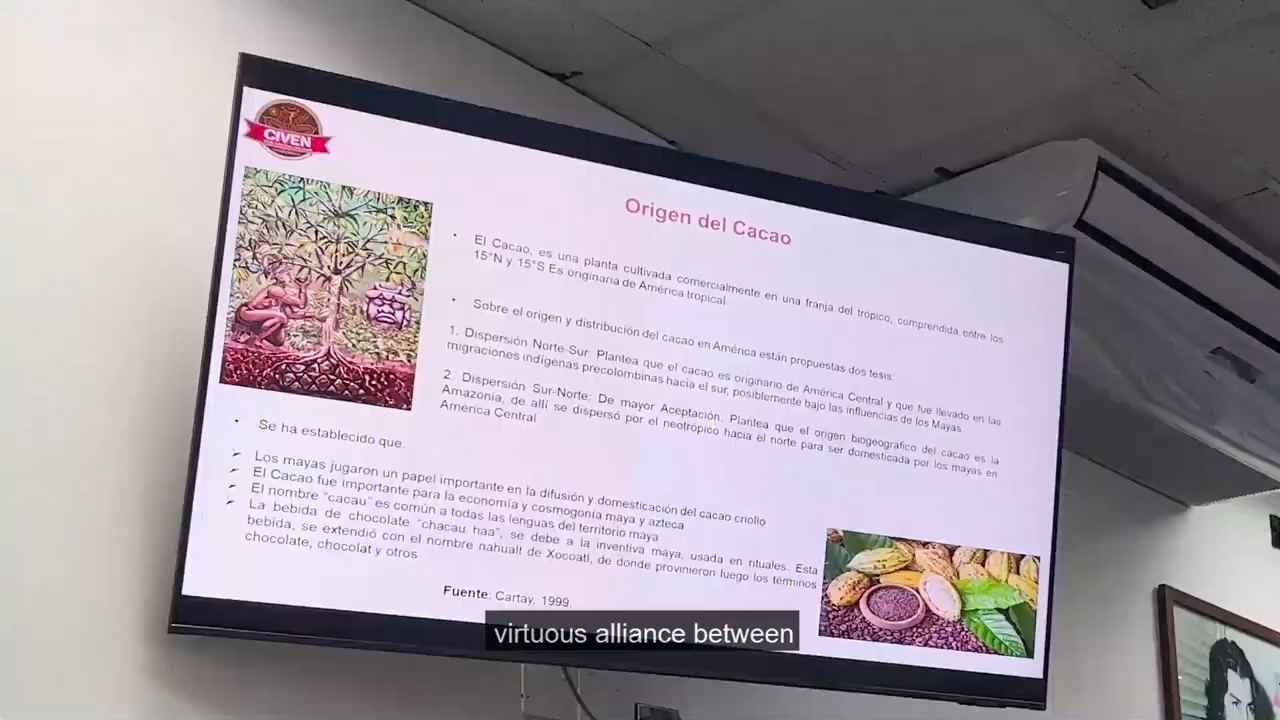 CIVEN
Origen del Cacao
• El Cacao, es una planta cultivada comercialmente en una franja del trópico, comprendida entre los
15°N y 15°S Es originaria de América tropical.
• Sobre el origen y distribución del cacao en América están propuestas dos tesis:
1. Dispersión Norte-Sur: Plantea que el cacao es originario de América Central y que fue llevado en las
migraciones indígenas precolombinas hacia el sur, posiblemente bajo las influencias de los Mayas.
2. Dispersión Sur-Norte: De mayor Aceptación. Plantea que el origen biogeográfico del cacao es la
Amazonía, de allí se dispersó por el neotrópico hacia el norte para ser domesticada por los mayas en
America Central
• Se ha establecido que:
➢ Los mayas jugaron un papel importante en la difusión y domesticación del cacao criollo
➢ El Cacao fue importante para la economía y cosmogonía maya y azteca
➢ El nombre "cacau" es común a todas las lenguas del territorio maya
➢ La bebida de chocolate "chacau haa", se debe a la inventiva maya, usada en rituales. Esta
bebida, se extendió con el nombre nahualt de Xocoatl, de donde provinieron luego los términos
chocolate, chocolat y otros
Fuente: Cartay, 1999.
virtuous alliance between